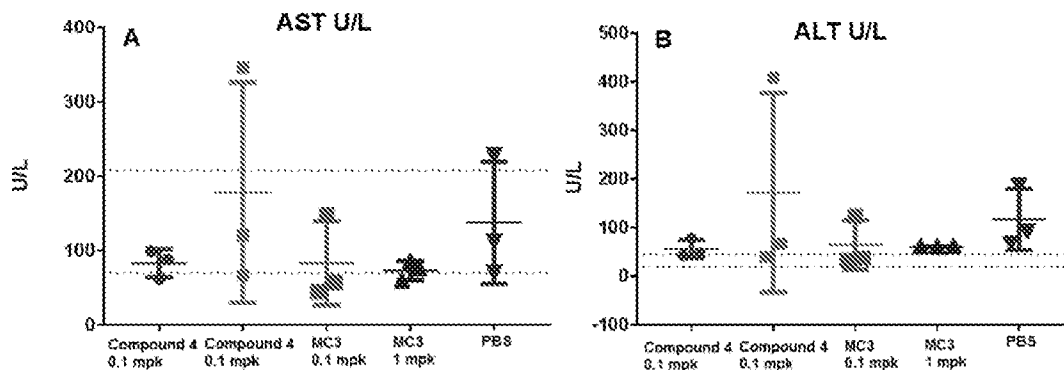 A
AST U/L
400
300
200
100
0
U/L
Compound 4
0.1 mpk
Compound 4
0.1 mpk
MC3
0.1 mpk
MC3
1 mpk
PBS
B
ALT U/L
500
400
300
200
100
0
-100
U/L
Compound 4
0.1 mpk
Compound 4
0.1 mpk
MC3
0.1 mpk
MC3
1 mpk
PBS